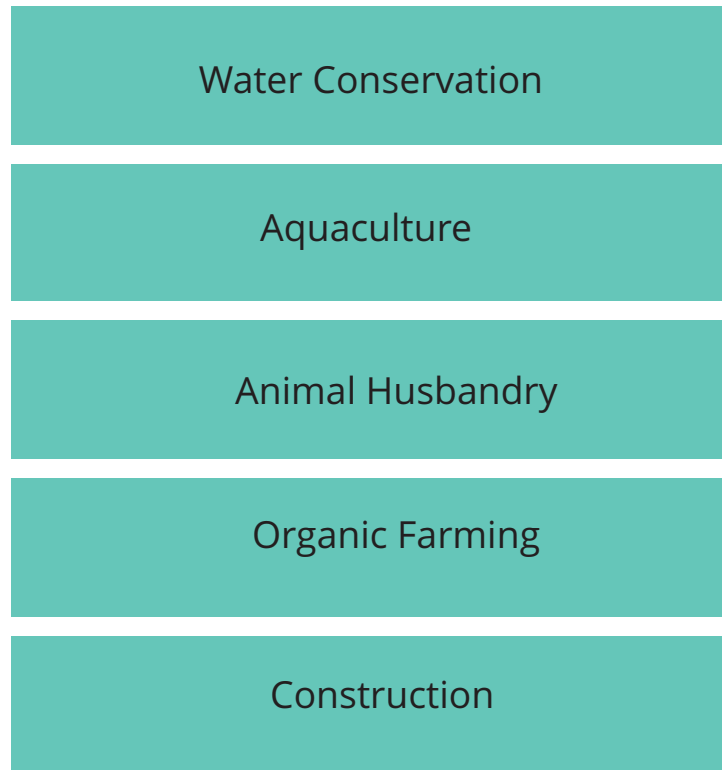 Water Conservation
Aquaculture
Animal Husbandry
Organic Farming
Construction